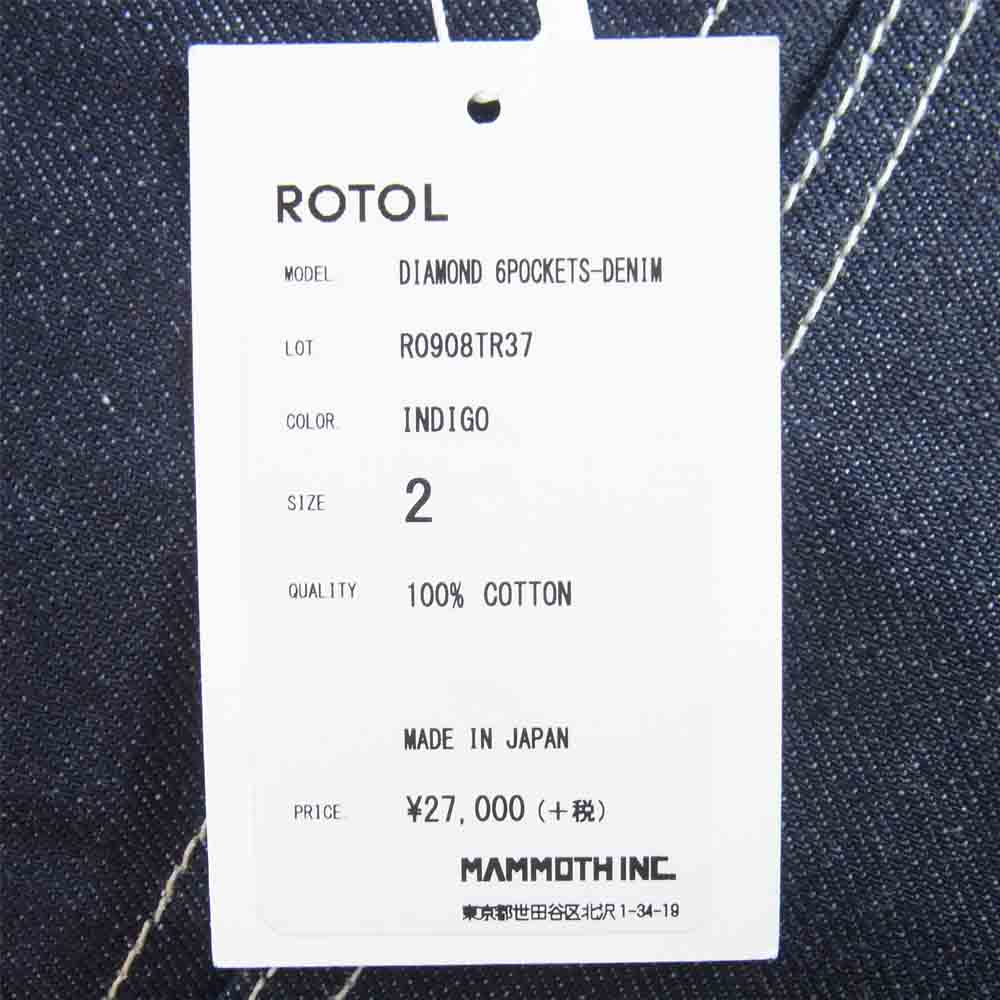 ROTOL
MODEL. DIAMOND 6POCKETS-DENIM
LOT R0908TR37
COLOR. INDIGO
SIZE 2
QUALITY 100% COTTON
MADE IN JAPAN
PRICE. ¥27,000(+税)
MAMMOTH INC.
東京都世田谷区北沢1-34-19